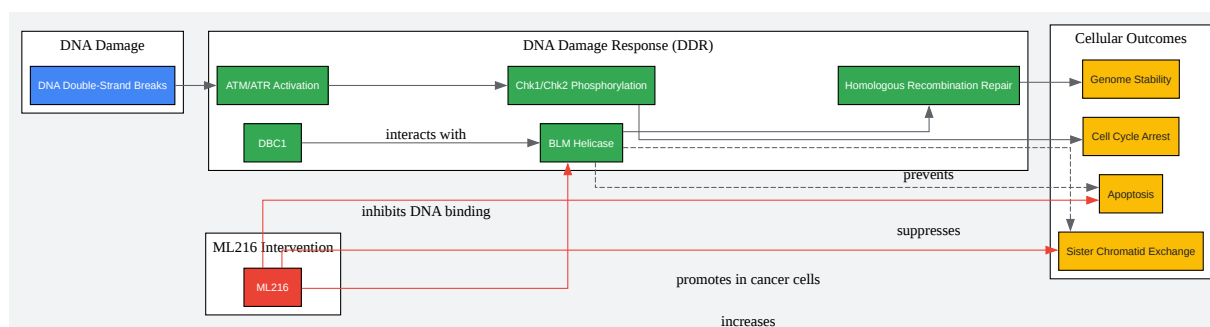 DNA Damage
DNA Double-Strand Breaks
DNA Damage Response (DDR)
ATM/ATR Activation
Chk1/Chk2 Phosphorylation
Homologous Recombination Repair
DBC1
interacts with
BLM Helicase
Cellular Outcomes
Genome Stability
Cell Cycle Arrest
Apoptosis
Sister Chromatid Exchange
prevents
inhibits DNA binding
suppresses
ML216 Intervention
ML216
promotes in cancer cells
increases